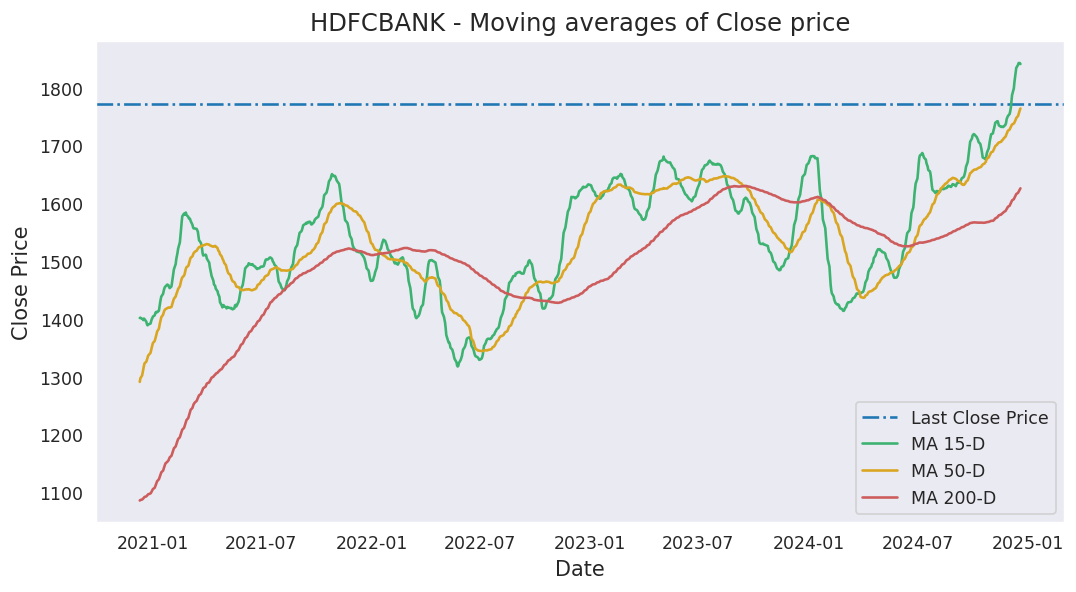 HDFCBANK - Moving averages of Close price
Close Price
1800
1700
1600
1500
1400
1300
1200
1100
Last Close Price
MA 15-D
MA 50-D
MA 200-D
2021-01 2021-07 2022-01 2022-07 2023-01 2023-07 2024-01 2024-07 2025-01
Date